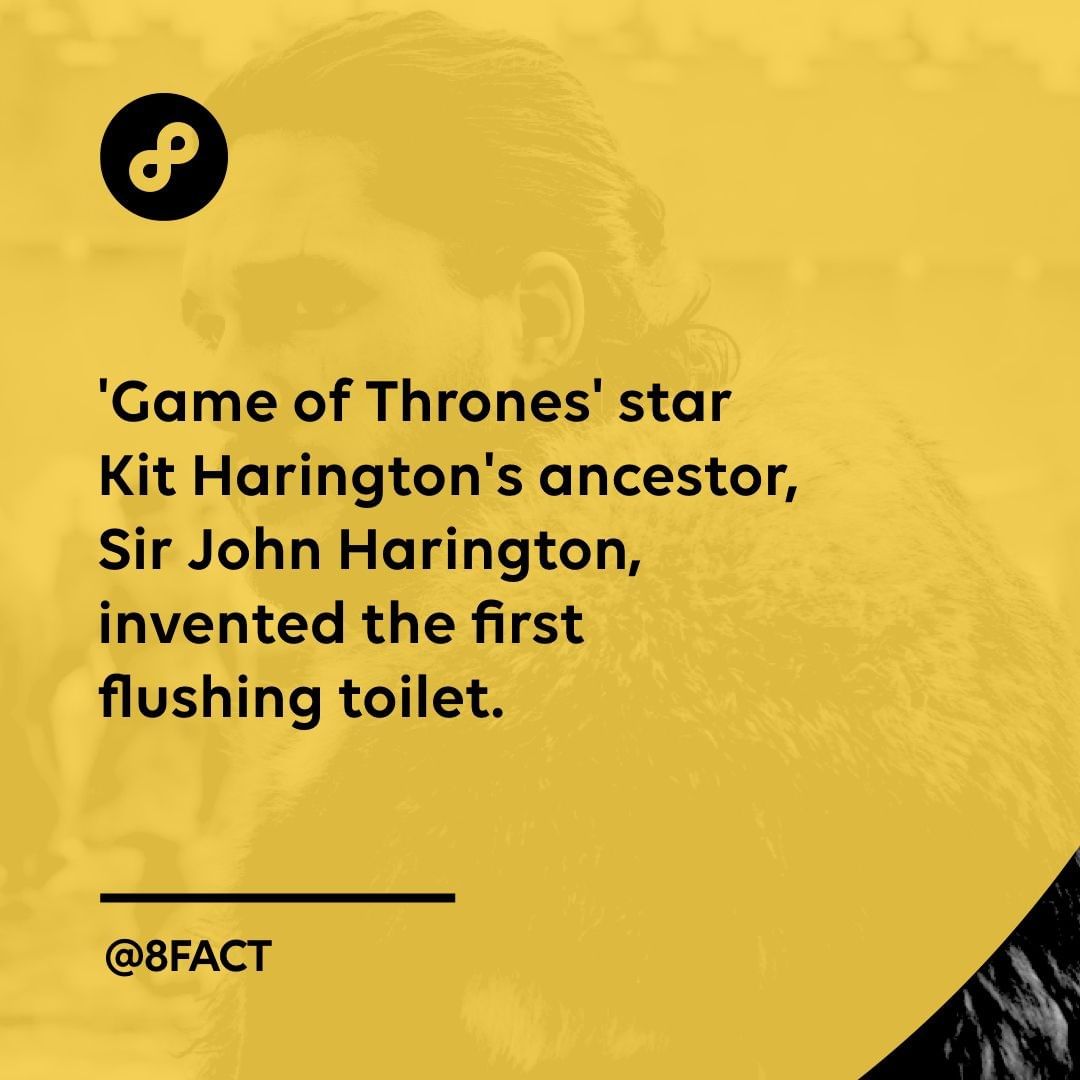 'Game of Thrones' star
Kit Harington's ancestor,
Sir John Harington,
invented the first
flushing toilet.
@8FACT